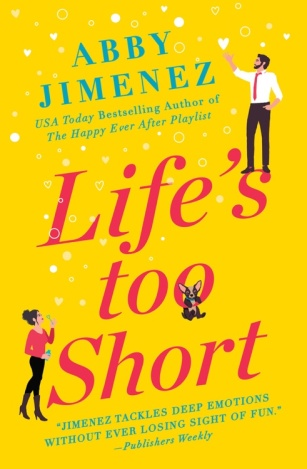 ABBY
JIMENEZ
USA Today Bestselling Author of
The Happy Ever After Playlist
Life's
too
Short
"JIMENEZ TACKLES DEEP EMOTIONS
WITHOUT EVER LOSING SIGHT OF FUN."
—Publishers Weekly